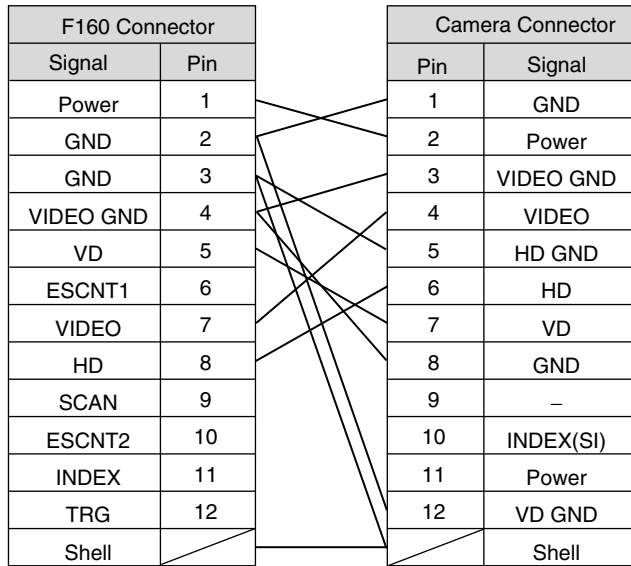 F160 Connector Camera Connector
Signal Pin Pin Signal
Power 1 1 GND
GND 2 2 Power
GND 3 3 VIDEO GND
VIDEO GND 4 4 VIDEO
VD 5 5 HD GND
ESCNT1 6 6 HD
VIDEO 7 7 VD
HD 8 8 GND
SCAN 9 9 –
ESCNT2 10 10 INDEX(SI)
INDEX 11 11 Power
TRG 12 12 VD GND
Shell Shell